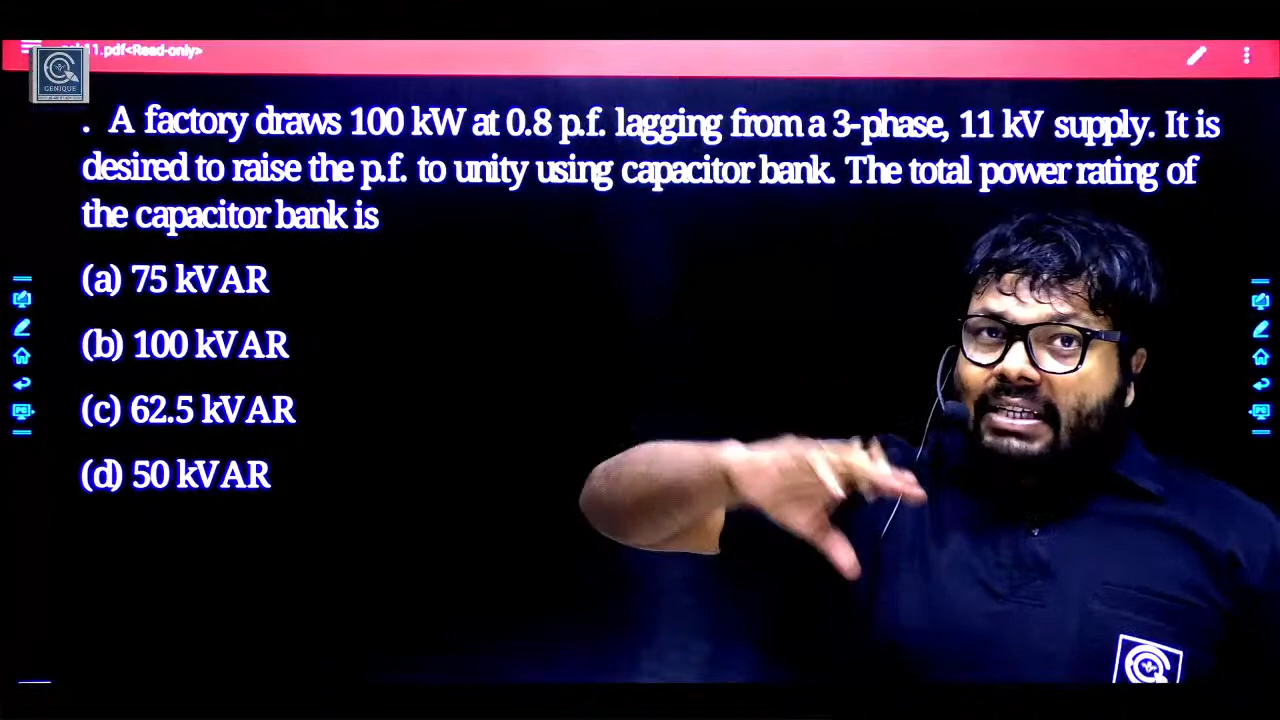 11.pdf<Read-only>
GENIQUE
. A factory draws 100 kW at 0.8 p.f. lagging from a 3-phase, 11 kV supply. It is
desired to raise the p.f. to unity using capacitor bank. The total power rating of
the capacitor bank is
(a) 75 kVAR
(b) 100 kVAR
(c) 62.5 kVAR
(d) 50 kVAR